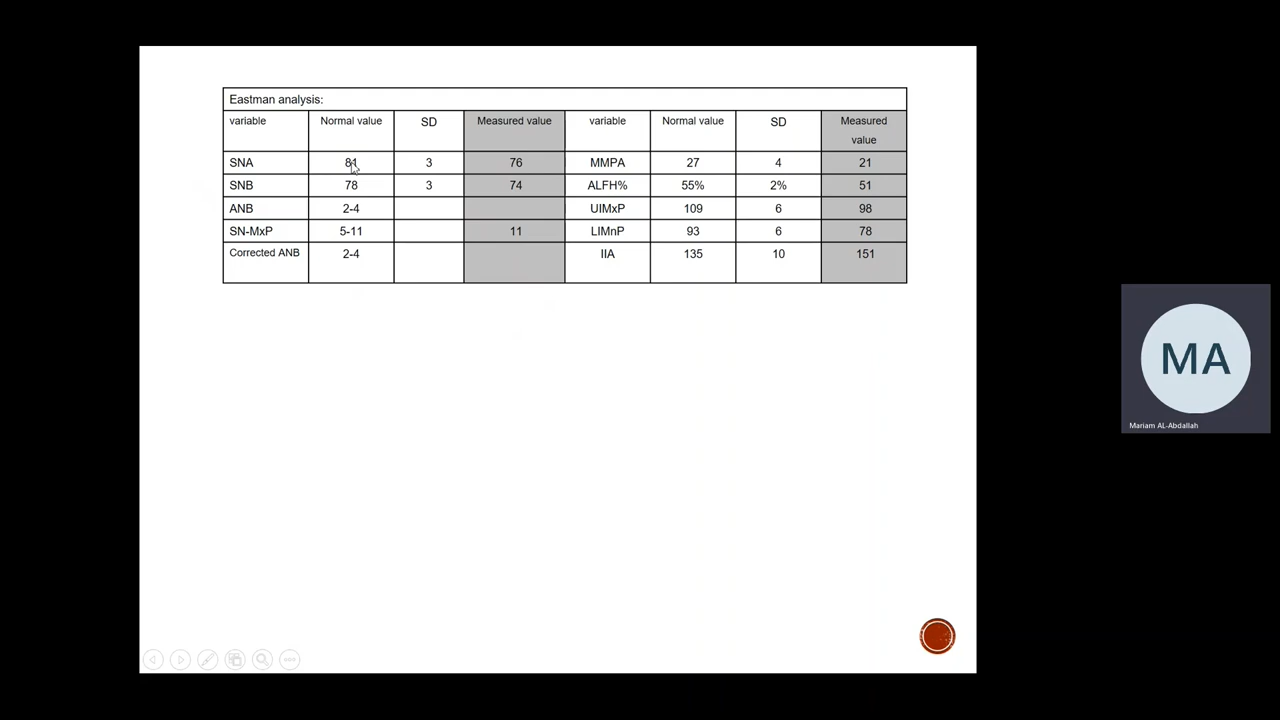 Eastman analysis:
variable Normal value SD Measured value variable Normal value SD Measured value
SNA 81 3 76 MMPA 27 4 21
SNB 78 3 74 ALFH% 55% 2% 51
ANB 2-4 UIMxP 109 6 98
SN-MxP 5-11 11 LIMnP 93 6 78
Corrected ANB 2-4 IIA 135 10 151
MA
Mariam AL-Abdallah